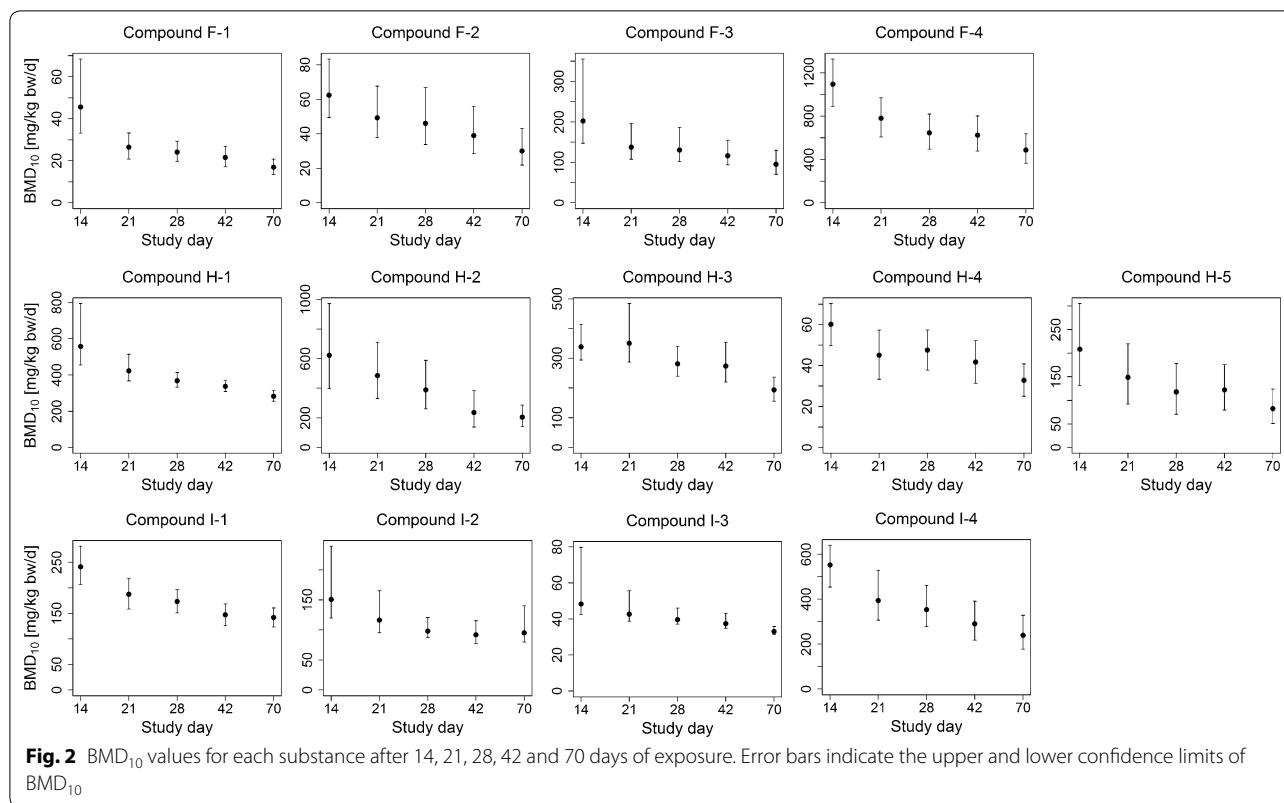 Compound F-1
Compound F-2
Compound F-3
Compound F-4
BMD10 [mg/kg bw/d]
0 20 40 60
0 20 40 60 80
0 100 200 300
0 400 800 1200
14 21 28 42 70
14 21 28 42 70
14 21 28 42 70
14 21 28 42 70
Study day
Study day
Study day
Study day
Compound H-1
Compound H-2
Compound H-3
Compound H-4
Compound H-5
BMD10 [mg/kg bw/d]
0 200 400 600 800
0 200 600 1000
0 100 300 500
0 20 40 60
0 50 150 250
14 21 28 42 70
14 21 28 42 70
14 21 28 42 70
14 21 28 42 70
14 21 28 42 70
Study day
Study day
Study day
Study day
Study day
Compound I-1
Compound I-2
Compound I-3
Compound I-4
BMD10 [mg/kg bw/d]
0 50 150 250
0 50 150
0 20 40 60 80
0 200 400 600
14 21 28 42 70
14 21 28 42 70
14 21 28 42 70
14 21 28 42 70
Study day
Study day
Study day
Study day
Fig. 2 BMD10 values for each substance after 14, 21, 28, 42 and 70 days of exposure. Error bars indicate the upper and lower confidence limits of
BMD10